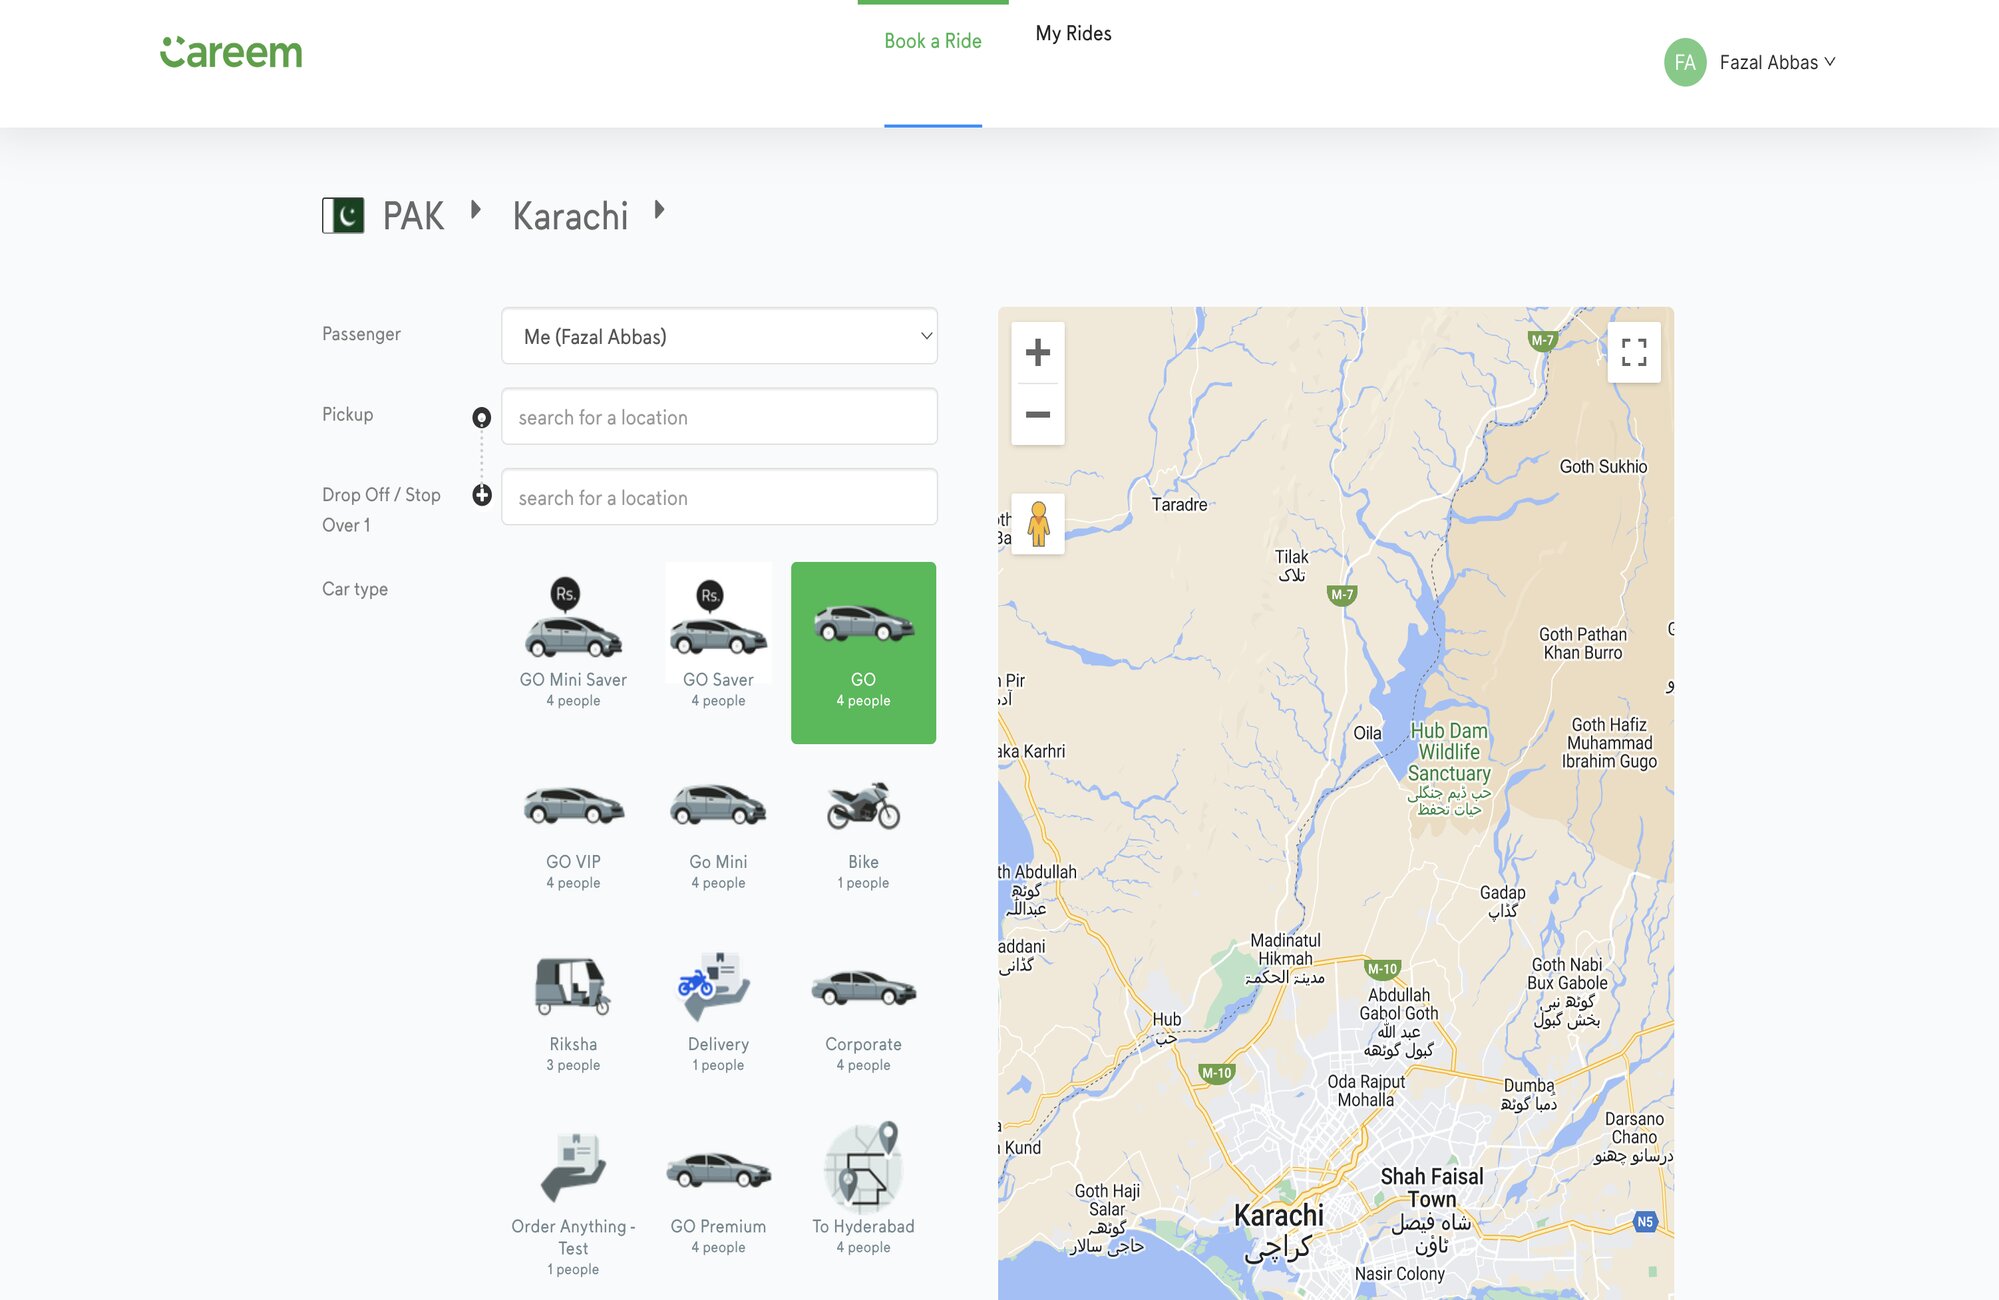 Careem
Book a Ride
My Rides
FA
Fazal Abbas
PAK
Karachi
Passenger
Me (Fazal Abbas)
Pickup
search for a location
Drop Off / Stop
Over 1
search for a location
Car type
Rs.
GO Mini Saver
4 people
Rs.
GO Saver
4 people
GO
4 people
GO VIP
4 people
Go Mini
4 people
Bike
1 people
Riksha
3 people
Delivery
1 people
Corporate
4 people
Order Anything -
Test
1 people
GO Premium
4 people
To Hyderabad
4 people
M-7
Goth Sukhio
Taradre
Tilak
تلاک
M-7
Goth Pathan
Khan Burro
Pir
Oila
Hub Dam
Wildlife
Sanctuary
حب ڈیم جنگلی
حیات تحفظ
Goth Hafiz
Muhammad
Ibrahim Gugo
aka Karhri
th Abdullah
گوٹھ
عبداللہ
Gadap
گڈاپ
addani
گڈانی
Madinatul
Hikmah
مدینۃ الحکمۃ
M-10
Goth Nabi
Bux Gabole
گوٹھ نبی
بخش گبول
Abdullah
Gabol Goth
عبد اللہ
گبول گوٹھه
Hub
حب
M-10
Oda Rajput
Mohalla
Dumba
دمبا گوٹھ
Darsano
Chano
درسانو چھنو
Kund
Shah Faisal
Town
شاہ فیصل
ٹاؤن
Goth Haji
Salar
گوٹھہ
حاجی سالار
Karachi
کراچی
N5
Nasir Colony